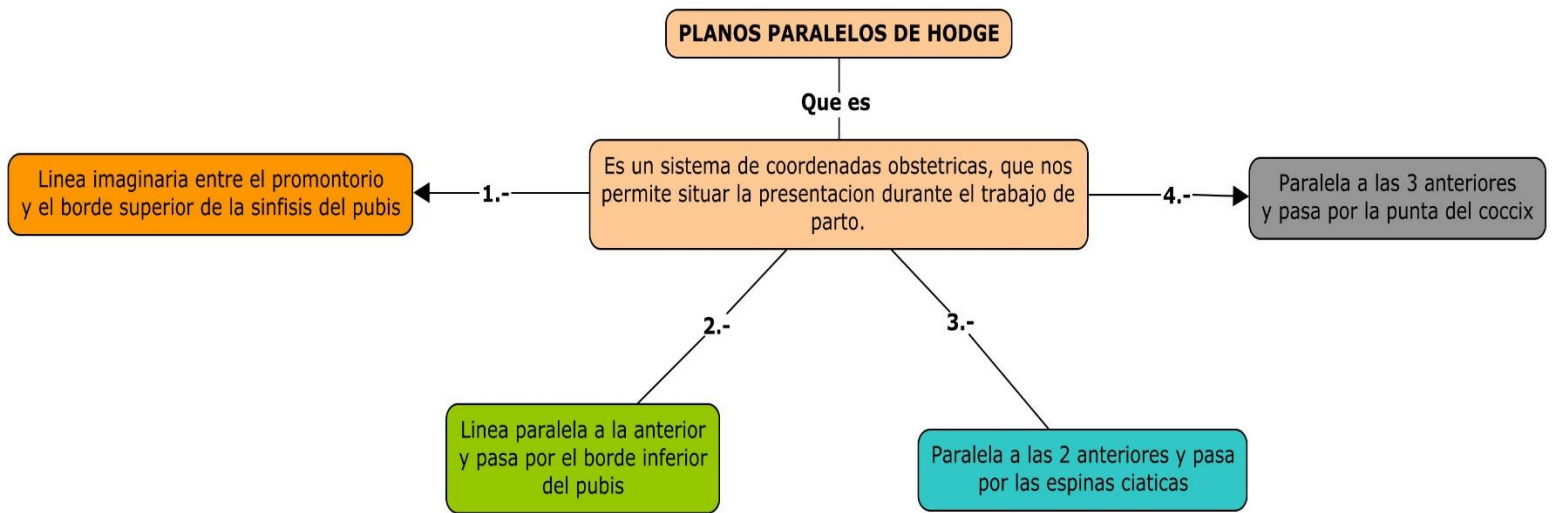 PLANOS PARALELOS DE HODGE
Que es
Es un sistema de coordenadas obstetricas, que nos
permite situar la presentacion durante el trabajo de
parto.
1.-
Linea imaginaria entre el promontorio
y el borde superior de la sinfisis del pubis
2.-
Linea paralela a la anterior
y pasa por el borde inferior
del pubis
3.-
Paralela a las 2 anteriores y pasa
por las espinas ciaticas
4.-
Paralela a las 3 anteriores
y pasa por la punta del coccix